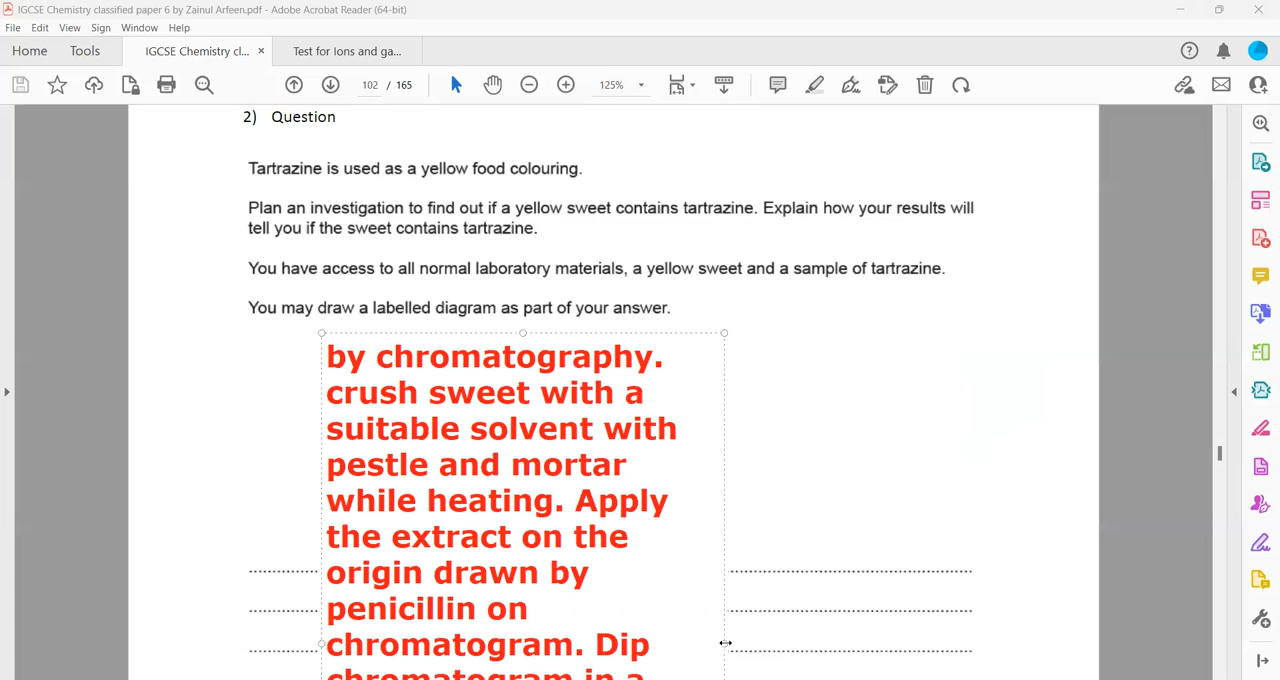 IGCSE Chemistry classified paper 6 by Zainul Arfeen.pdf - Adobe Acrobat Reader (64-bit)
File Edit View Sign Window Help
Home Tools IGCSE Chemistry cl... × Test for Ions and ga...
102 / 165 125%
2) Question
Tartrazine is used as a yellow food colouring.
Plan an investigation to find out if a yellow sweet contains tartrazine. Explain how your results will
tell you if the sweet contains tartrazine.
You have access to all normal laboratory materials, a yellow sweet and a sample of tartrazine.
You may draw a labelled diagram as part of your answer.
by chromatography.
crush sweet with a
suitable solvent with
pestle and mortar
while heating. Apply
the extract on the
origin drawn by
penicillin on
chromatogram. Dip
chromatogram in a